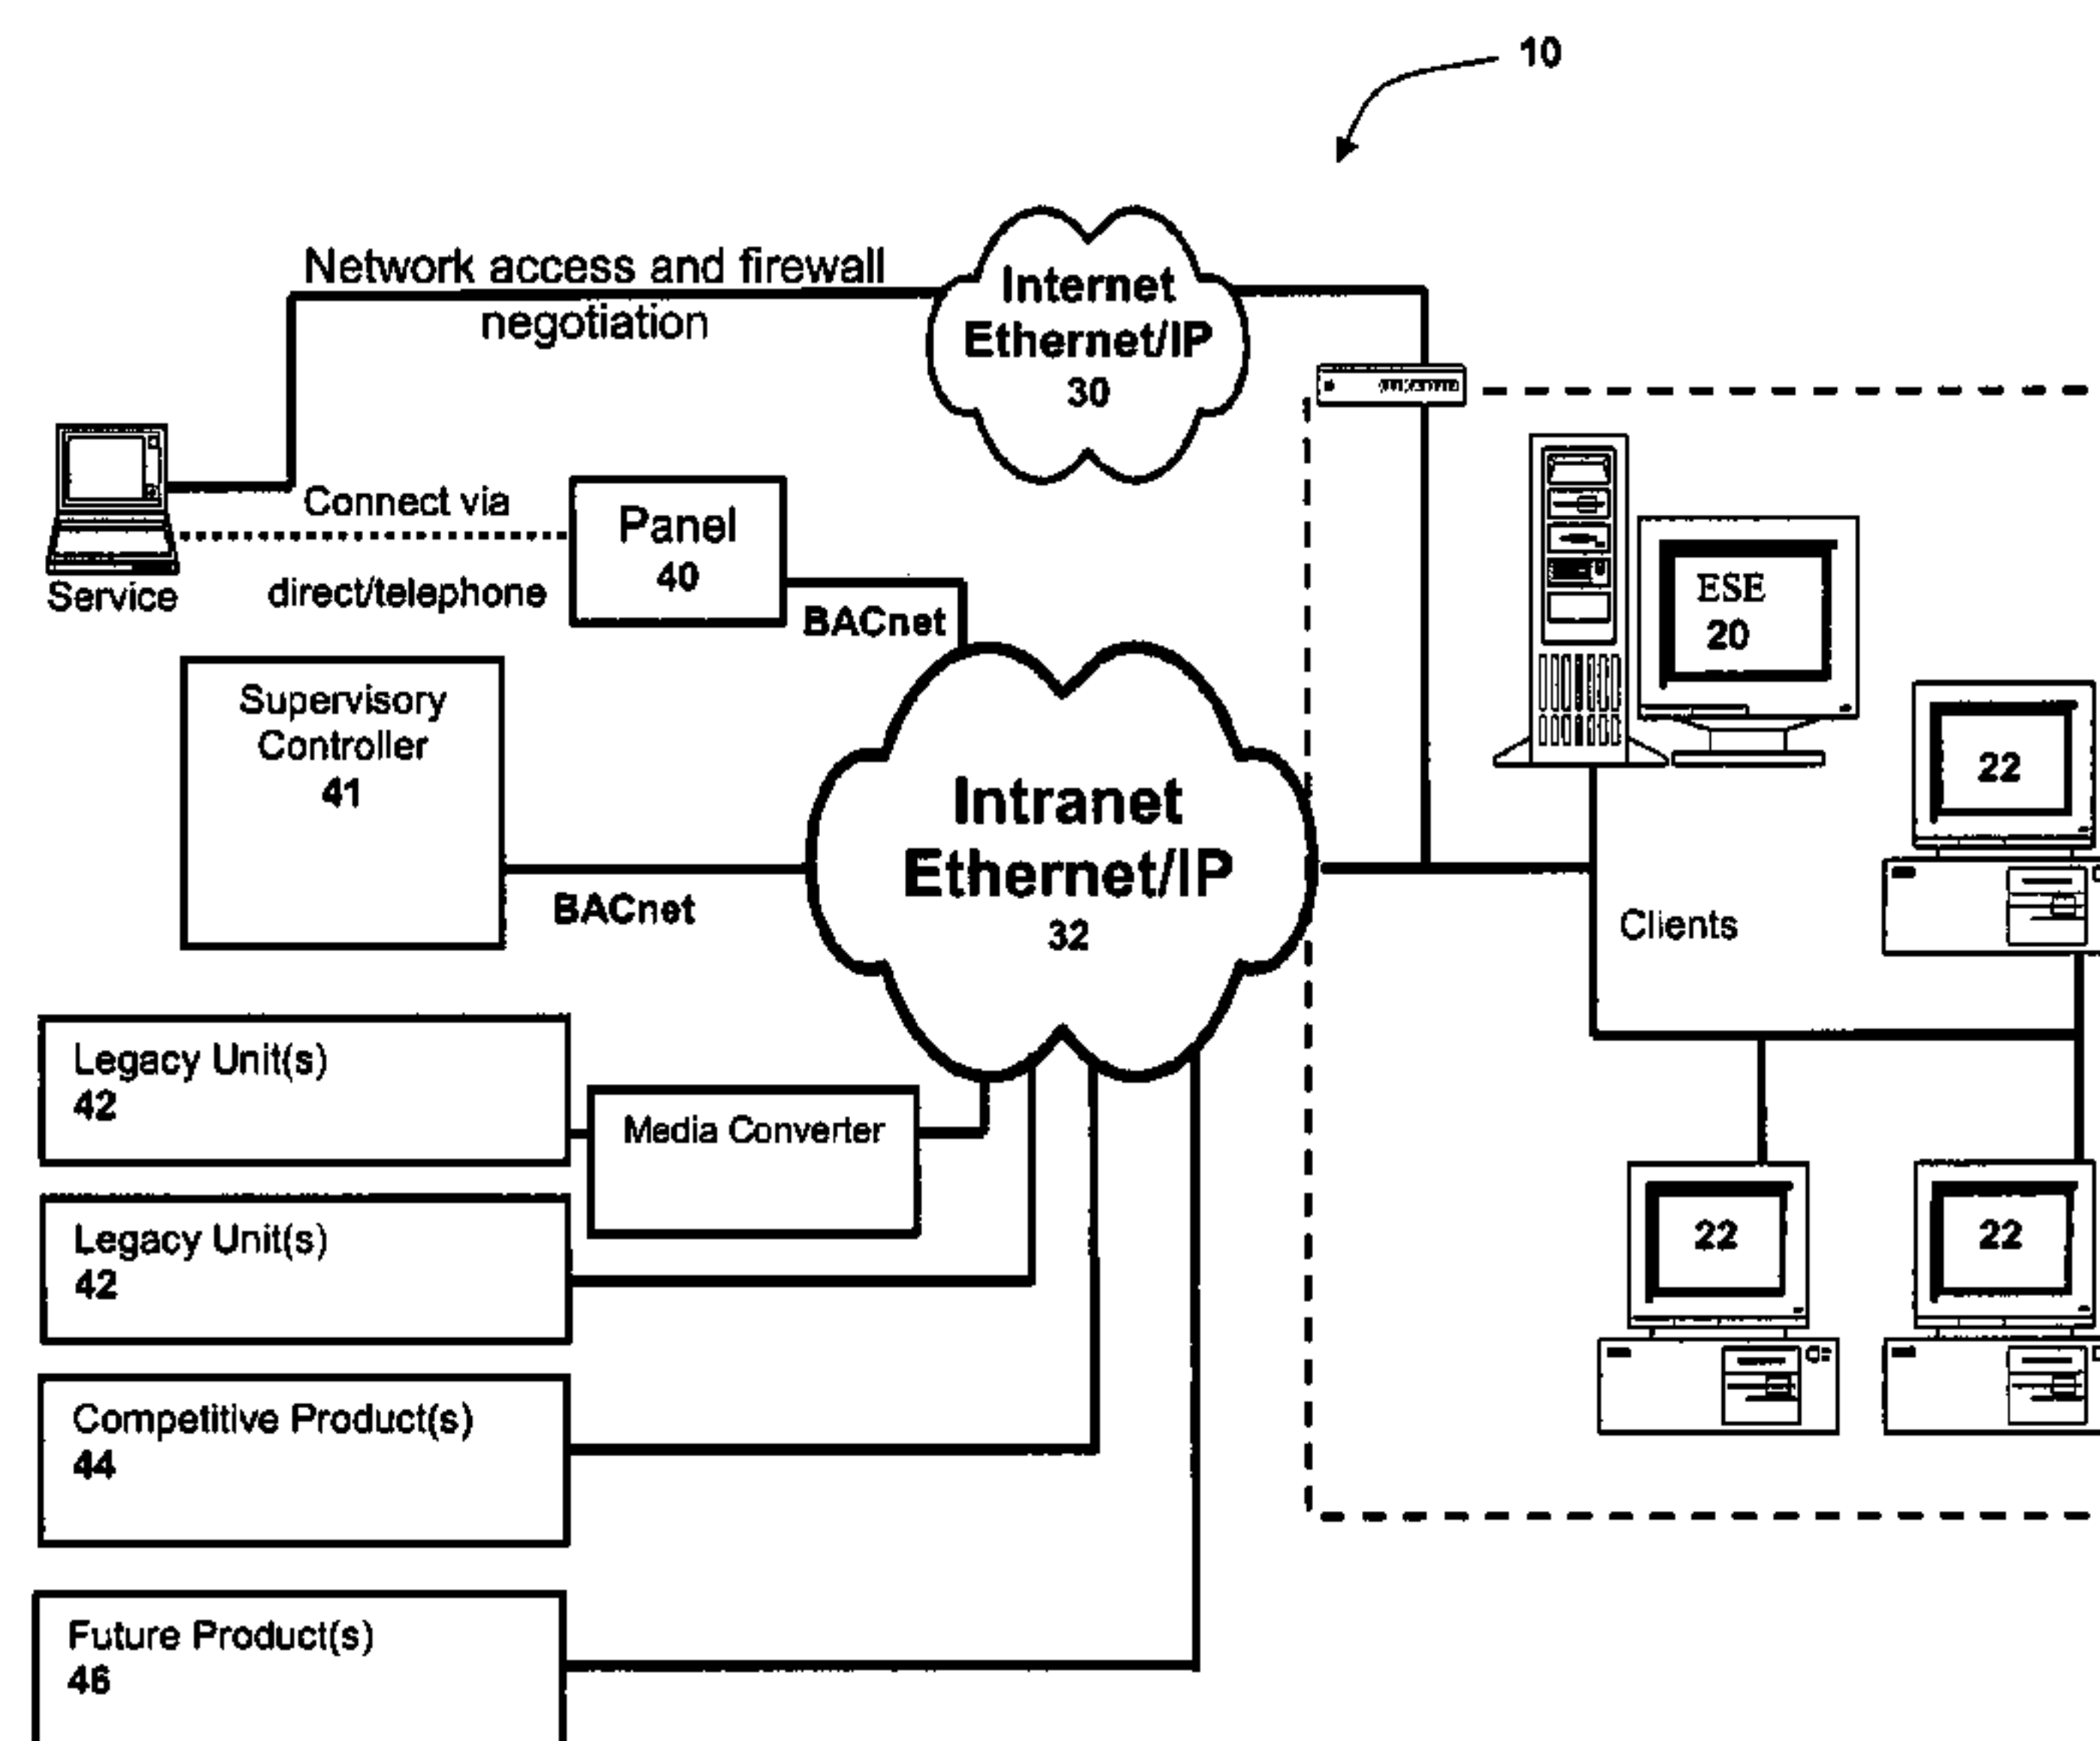 10
Network access and firewall
negotiation
Internet
Ethernet/IP
30
Connect via
direct/telephone
Service
Panel
40
BACnet
ESE
20
Supervisory
Controller
41
BACnet
Intranet
Ethernet/IP
32
22
Clients
Legacy Unit(s)
42
Media Converter
Legacy Unit(s)
42
22
22
Competitive Product(s)
44
Future Product(s)
46